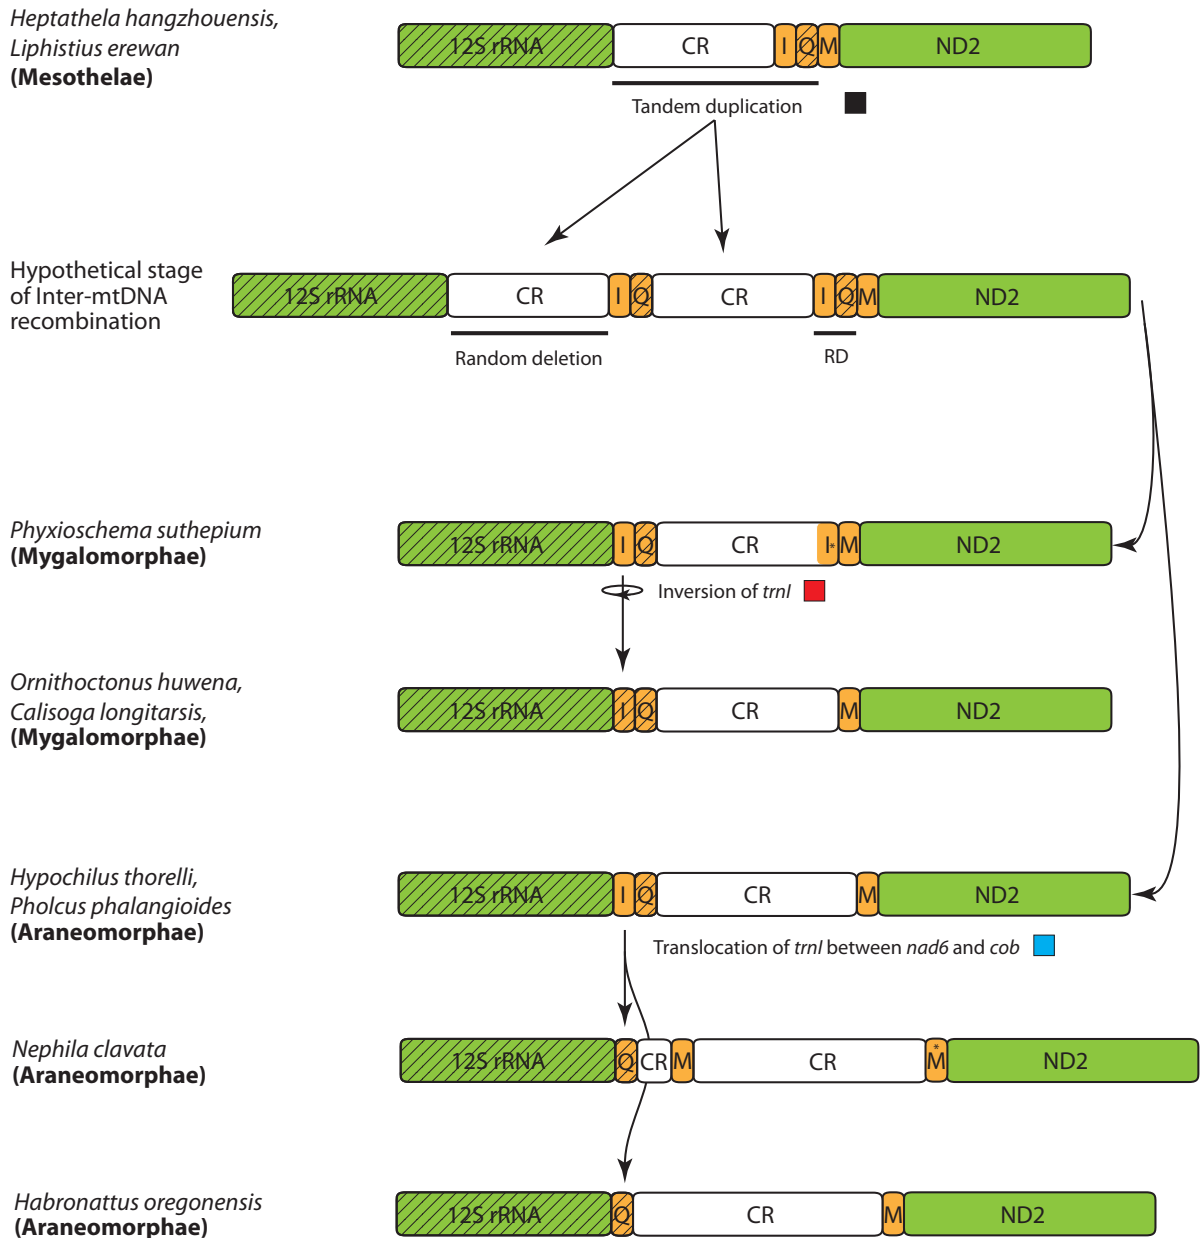 Heptathela hangzhouensis,
Liphistius erewan
(Mesothelae)
12S rRNA CR I Q M ND2
Tandem duplication
Hypothetical stage
of Inter-mtDNA
recombination
12S rRNA CR I Q CR I Q M ND2
Random deletion RD
Phyxioschema suthepium
(Mygalomorphae)
12S rRNA I Q CR I* M ND2
Inversion of trnI
Ornithoctonus huwena,
Calisoga longitarsis,
(Mygalomorphae)
12S rRNA I Q CR M ND2
Hypochilus thorelli,
Pholcus phalangioides
(Araneomorphae)
12S rRNA I Q CR M ND2
Translocation of trnI between nad6 and cob
Nephila clavata
(Araneomorphae)
12S rRNA Q CR M CR M* ND2
Habronattus oregonensis
(Araneomorphae)
12S rRNA Q CR M ND2